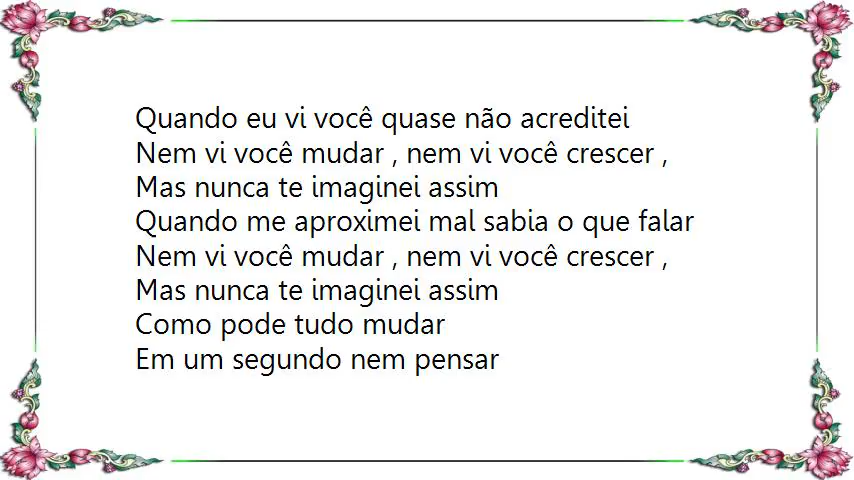 Quando eu vi você quase não acreditei
Nem vi você mudar , nem vi você crescer ,
Mas nunca te imaginei assim
Quando me aproximei mal sabia o que falar
Nem vi você mudar , nem vi você crescer ,
Mas nunca te imaginei assim
Como pode tudo mudar
Em um segundo nem pensar